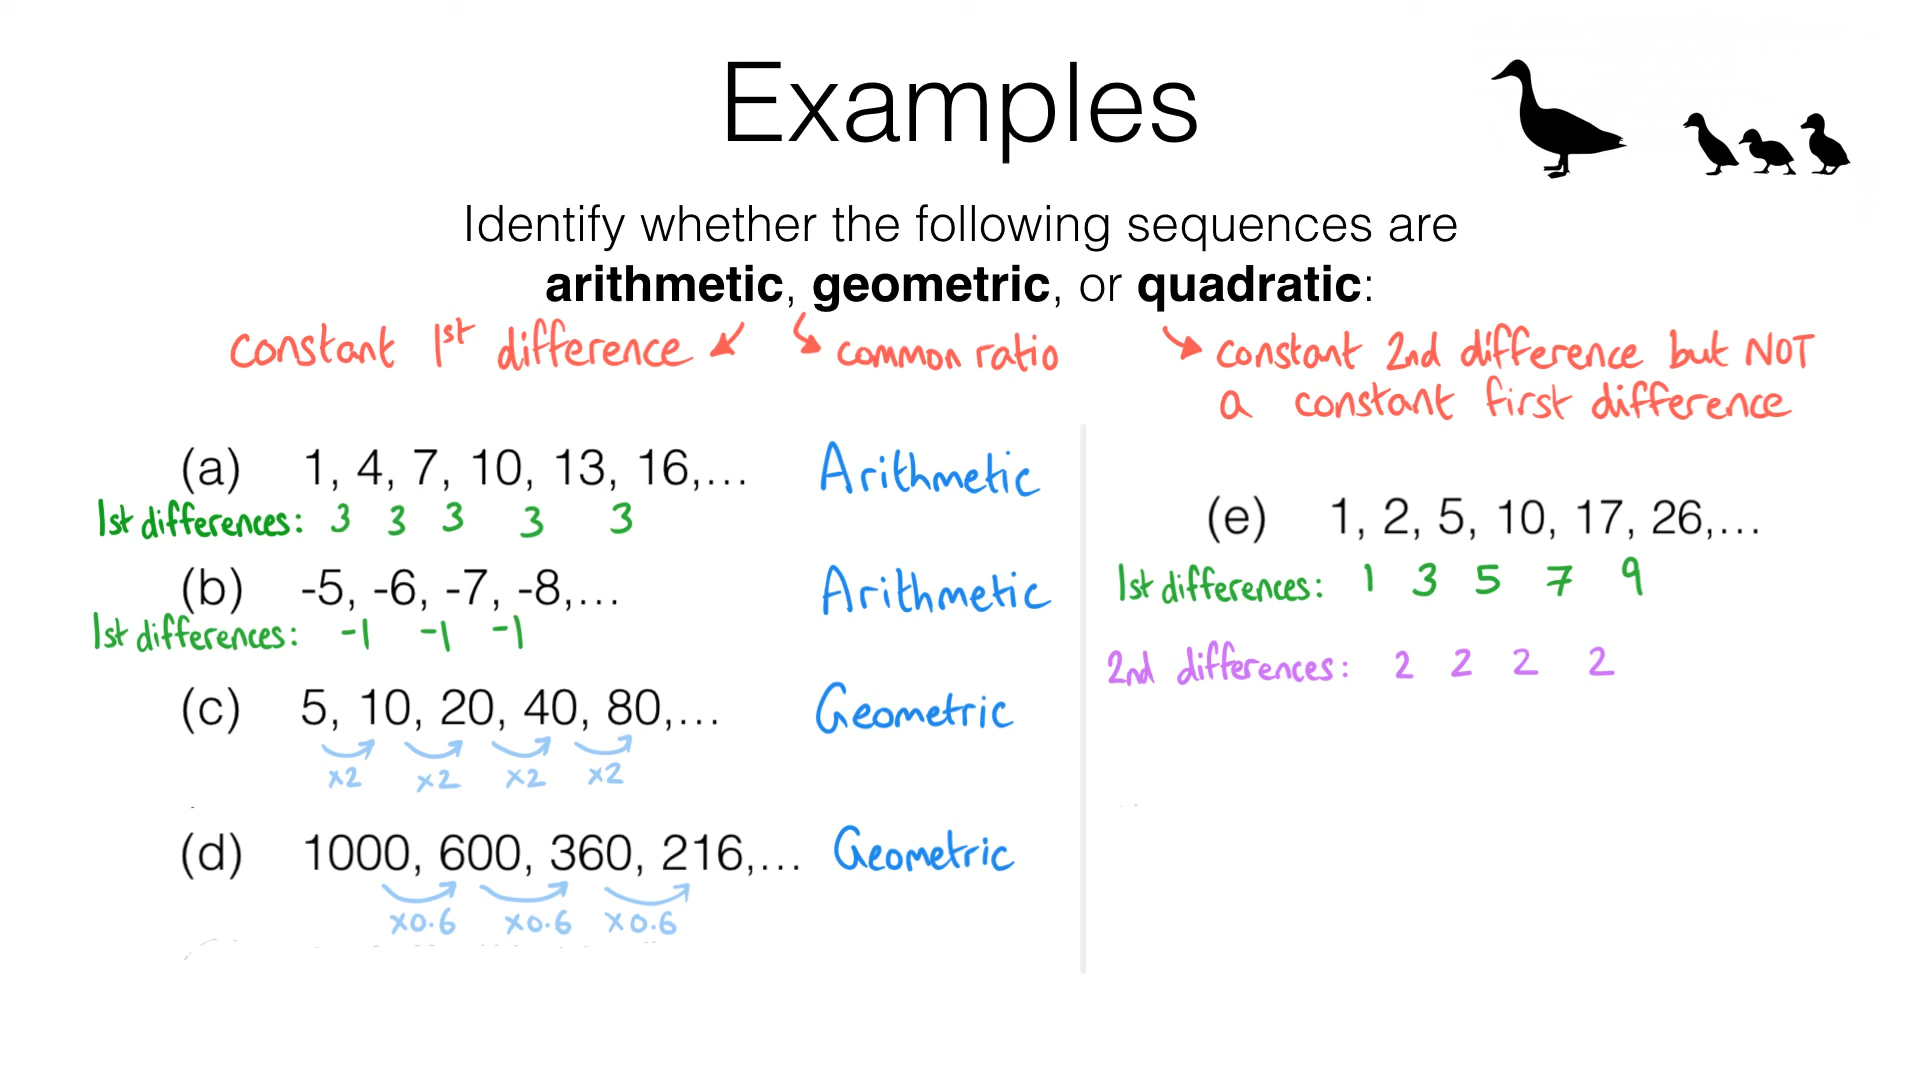 Examples
Identify whether the following sequences are
arithmetic, geometric, or quadratic:
constant 1st difference
common ratio
constant 2nd difference but NOT
a constant first difference
(a) 1, 4, 7, 10, 13, 16,... Arithmetic
1st differences: 3 3 3 3 3
(b) -5, -6, -7, -8,... Arithmetic
1st differences: -1 -1 -1
(c) 5, 10, 20, 40, 80,... Geometric
×2 ×2 ×2 ×2
(d) 1000, 600, 360, 216,... Geometric
×0.6 ×0.6 ×0.6
(e) 1, 2, 5, 10, 17, 26,...
1st differences: 1 3 5 7 9
2nd differences: 2 2 2 2